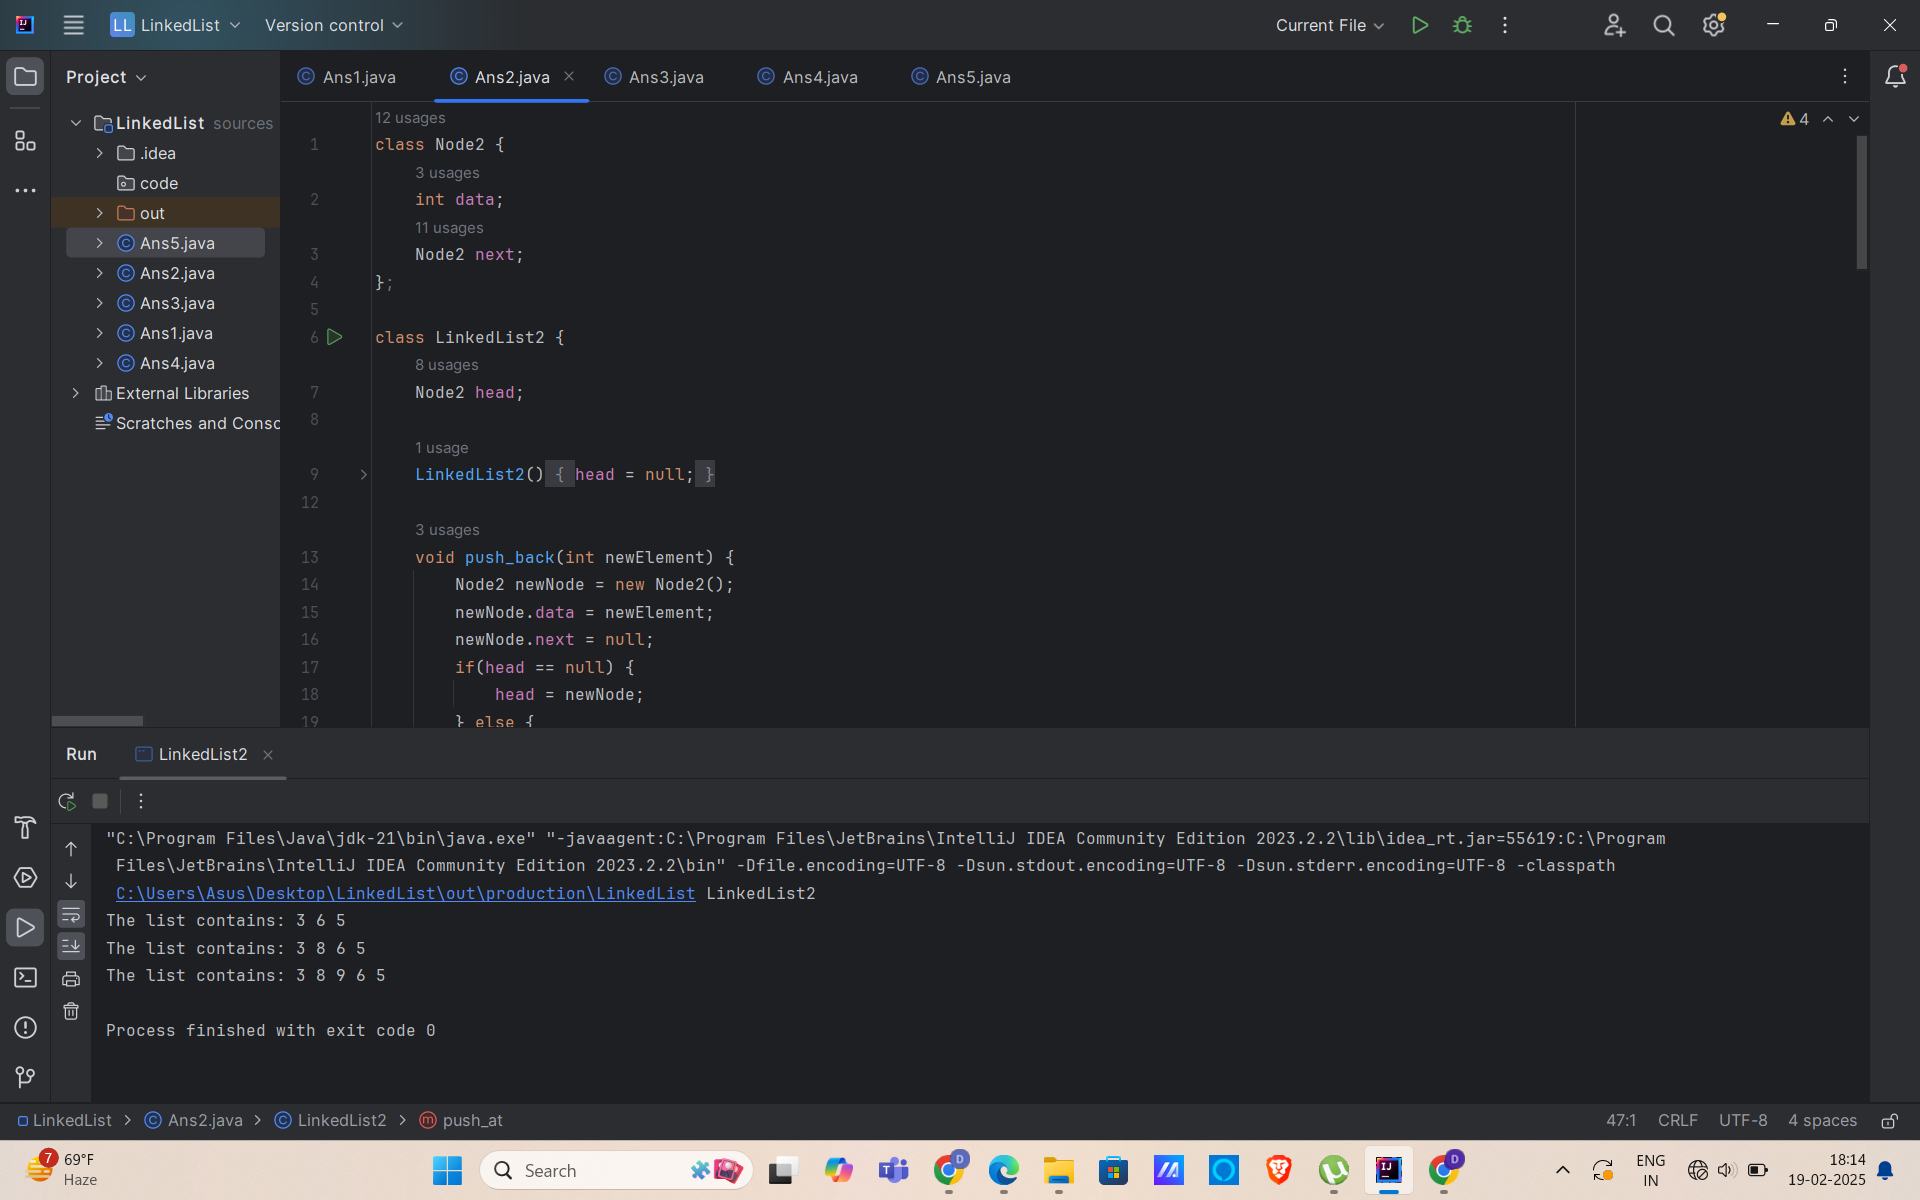 LL LinkedList Version control Current File
Project Ans1.java Ans2.java Ans3.java Ans4.java Ans5.java
LinkedList sources
.idea
code
out
Ans5.java
Ans2.java
Ans3.java
Ans1.java
Ans4.java
External Libraries
Scratches and Consc
4
12 usages
1 class Node2 {
3 usages
2 int data;
11 usages
3 Node2 next;
4 };
5
6 class LinkedList2 {
8 usages
7 Node2 head;
8
1 usage
9 LinkedList2() { head = null; }
12
3 usages
13 void push_back(int newElement) {
14 Node2 newNode = new Node2();
15 newNode.data = newElement;
16 newNode.next = null;
17 if(head == null) {
18 head = newNode;
19 } else {
Run LinkedList2
"C:\Program Files\Java\jdk-21\bin\java.exe" "-javaagent:C:\Program Files\JetBrains\IntelliJ IDEA Community Edition 2023.2.2\lib\idea_rt.jar=55619:C:\Program
Files\JetBrains\IntelliJ IDEA Community Edition 2023.2.2\bin" -Dfile.encoding=UTF-8 -Dsun.stdout.encoding=UTF-8 -Dsun.stderr.encoding=UTF-8 -classpath
C:\Users\Asus\Desktop\LinkedList\out\production\LinkedList LinkedList2
The list contains: 3 6 5
The list contains: 3 8 6 5
The list contains: 3 8 9 6 5
Process finished with exit code 0
LinkedList Ans2.java LinkedList2 push_at 47:1 CRLF UTF-8 4 spaces
7 69°F
Haze
Search
D
D
ENG
IN
18:14
19-02-2025